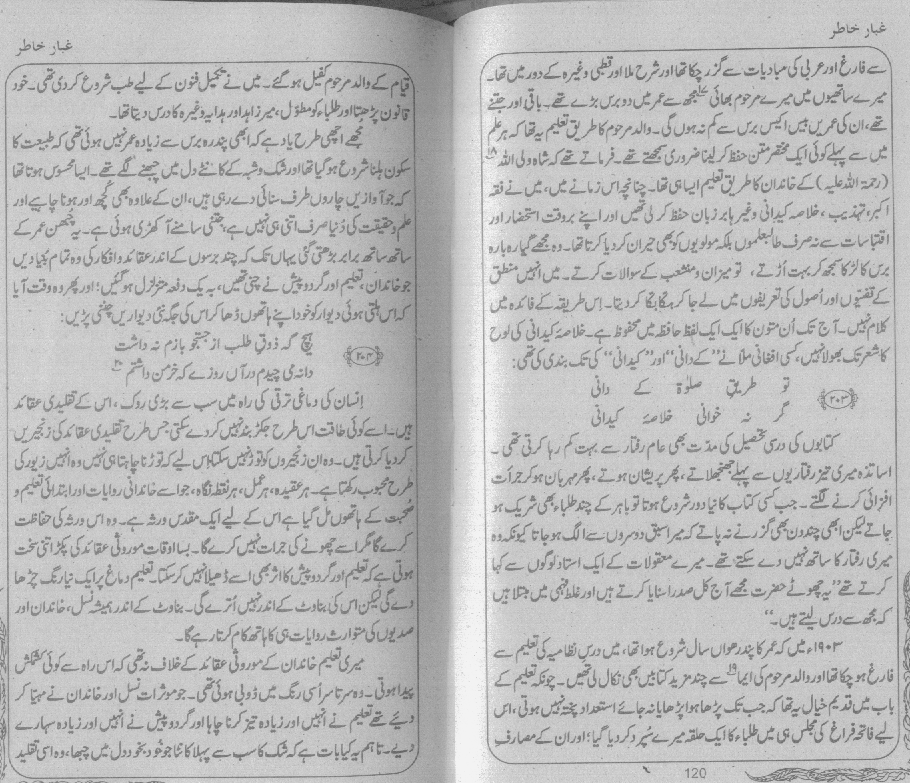 غبار خاطر
سے فارغ اور عربی کی مبادیات سے گزر چکا تھا اور شرح ملا اور قطبی وغیرہ کے دور میں تھا۔
میرے ساتھیوں میں میرے مرحوم بھائی مجھ سے عمر میں دو برس بڑے تھے۔ باقی اور جتنے
تھے، ان کی عمریں بیس اکیس برس سے کم نہ ہوں گی۔ والد مرحوم کا طریق تعلیم یہ تھا کہ ہر علم
میں سے پہلے کوئی ایک مختصر متن حفظ کر لینا ضروری سمجھتے تھے۔ فرماتے تھے کہ شاہ ولی اللہ
(رحمۃ اللہ علیہ) کے خاندان کا طریق تعلیم ایسا ہی تھا۔ چنانچہ اس زمانے میں، میں نے فقہ
اکبر، تہذیب، خلاصہ کیدانی وغیرہا بر زبان حفظ کر لی تھیں اور اپنے بروقت استحضار اور
اقتباسات سے نہ صرف طالبعلموں بلکہ مولویوں کو بھی حیران کر دیا کرتا تھا۔ وہ مجھے گیارہ بارہ
برس کا لڑکا سمجھ کر بہت اُڑتے، تو میزان و منشعب کے سوالات کرتے۔ میں انہیں منطق
کے قضیوں اور اُصول کی تعریفوں میں لے جا کر ہکا بکا کر دیتا۔ اِس طریقہ کے فائدہ میں
کلام نہیں۔ آج تک اُن متون کا ایک ایک لفظ حافظہ میں محفوظ ہے۔ خلاصہ کیدانی کی لوح
کا شعر تک بھولا نہیں، کسی افغانی ملا نے ”کے دانی“ اور ”کیدانی“ کی تک بندی کی تھی:
تو طریقِ صلوٰۃ کے دانی
﴿۲۰۳﴾
گر نہ خوانی خلاصۂ کیدانی
کتابوں کی درسی تحصیل کی مدّت بھی عام رفتار سے بہت کم رہا کرتی تھی۔
اساتذہ میری تیز رفتاریوں سے پہلے جھنجھلاتے، پھر پریشان ہوتے، پھر مہربان ہو کر جرأت
افزائی کرنے لگتے۔ جب کسی کتاب کا نیا دور شروع ہوتا تو باہر کے چند طلباء بھی شریک ہو
جاتے لیکن ابھی چند دن بھی گزرنے نہ پاتے کہ میرا سبق دوسروں سے الگ ہو جاتا کیونکہ وہ
میری رفتار کا ساتھ نہیں دے سکتے تھے۔ میرے معقولات کے ایک استاد لوگوں سے کہا
کرتے تھے ”یہ چھوٹے حضرت مجھے آج کل صدرا سنایا کرتے ہیں اور غلط فہمی میں مبتلا ہیں
کہ مجھ سے درس لیتے ہیں۔“
۱۹۰۳ء میں کہ عمر کا پندرھواں سال شروع ہوا تھا، میں درس نظامیہ کی تعلیم سے
فارغ ہو چکا تھا اور والد مرحوم کی ایما سے چند مزید کتابیں بھی نکال لی تھیں۔ چونکہ تعلیم کے
باب میں قدیم خیال یہ تھا کہ جب تک پڑھا ہوا پڑھایا نہ جائے استعداد پختہ نہیں ہوتی، اس
لیے فاتحہ فراغ کی مجلس ہی میں طلباء کا ایک حلقہ میرے سُپرد کر دیا گیا؛ اور ان کے مصارفِ
120
غبار خاطر
قیام کے والد مرحوم کفیل ہو گئے۔ میں نے تکمیل فنون کے لیے طب شروع کر دی تھی۔ خود
قانون پڑھتا اور طلباء کو مطوّل، میر زاہد اور ہدایہ وغیرہ کا درس دیتا تھا۔
مجھے اچھی طرح یاد ہے کہ ابھی پندرہ برس سے زیادہ عمر نہیں ہوئی تھی کہ طبیعت کا
سکون ہلنا شروع ہو گیا تھا اور شک و شبہ کے کانٹے دل میں چبھنے لگے تھے۔ ایسا محسوس ہوتا تھا
کہ جو آوازیں چاروں طرف سنائی دے رہی ہیں، ان کے علاوہ بھی کچھ اور ہونا چاہیے اور
علم و حقیقت کی دُنیا صرف اتنی ہی نہیں ہے، جتنی سامنے آ کھڑی ہوئی ہے۔ یہ چُبھن عمر کے
ساتھ ساتھ برابر بڑھتی گئی یہاں تک کہ چند برسوں کے اندر عقائد و افکار کی وہ تمام بُنیادیں
جو خاندان، تعلیم اور گرد و پیش نے چنی تھیں، بہ یک دفعہ متزلزل ہو گئیں؛ اور پھر وہ وقت آیا
کہ اس ہلتی ہوئی دیوار کو خود اپنے ہاتھوں ڈھا کر اس کی جگہ نئی دیواریں چننی پڑیں:
ہیچ گہ ذوقِ طلب از جستجو بازم نہ داشت
﴿۲۰۴﴾
دانہ می چیدم درآں روزے کہ خرمن داشتم ۲۰
اِنسان کی دماغی ترقی کی راہ میں سب سے بڑی روک، اس کے تقلیدی عقائد
ہیں۔ اسے کوئی طاقت اس طرح جکڑ بند نہیں کر دے سکتی جس طرح تقلیدی عقائد کی زنجیریں
کر دیا کرتی ہیں۔ وہ ان زنجیروں کو توڑ نہیں سکتا اس لیے کہ توڑنا چاہتا ہی نہیں وہ انہیں زیور کی
طرح محبوب رکھتا ہے۔ ہر عقیدہ، ہر عمل، ہر نقطۂ نگاہ، جو اسے خاندانی روایات اور ابتدائی تعلیم و
صحبت کے ہاتھوں مل گیا ہے اس کے لیے ایک مقدس ورثہ ہے۔ وہ اس ورثہ کی حفاظت
کرے گا مگر اسے چھونے کی جرات نہیں کرے گا۔ بسا اوقات موروثی عقائد کی پکڑ اتنی سخت
ہوتی ہے کہ تعلیم اور گرد و پیش کا اثر بھی اسے ڈھیلا نہیں کر سکتا۔ تعلیم دماغ پر ایک نیا رنگ چڑھا
دے گی لیکن اس کی بناوٹ کے اندر نہیں اُترے گی۔ بناوٹ کے اندر ہمیشہ نسل، خاندان اور
صدیوں کی متوارث روایات ہی کا ہاتھ کام کرتا رہے گا۔
میری تعلیم خاندان کے موروثی عقائد کے خلاف نہ تھی کہ اس راہ سے کوئی کشمکش
پیدا ہوتی۔ وہ سر تا سر اُسی رنگ میں ڈوبی ہوئی تھی۔ جو موثرات نسل اور خاندان نے مہیا کر
دیئے تھے تعلیم نے انہیں اور زیادہ تیز کرنا چاہا اور گرد و پیش نے انہیں اور زیادہ سہارے
دیے۔ تاہم یہ کیا بات ہے کہ شک کا سب سے پہلا کانٹا جو خُود بخُود دل میں چبھا، وہ اسی تقلید